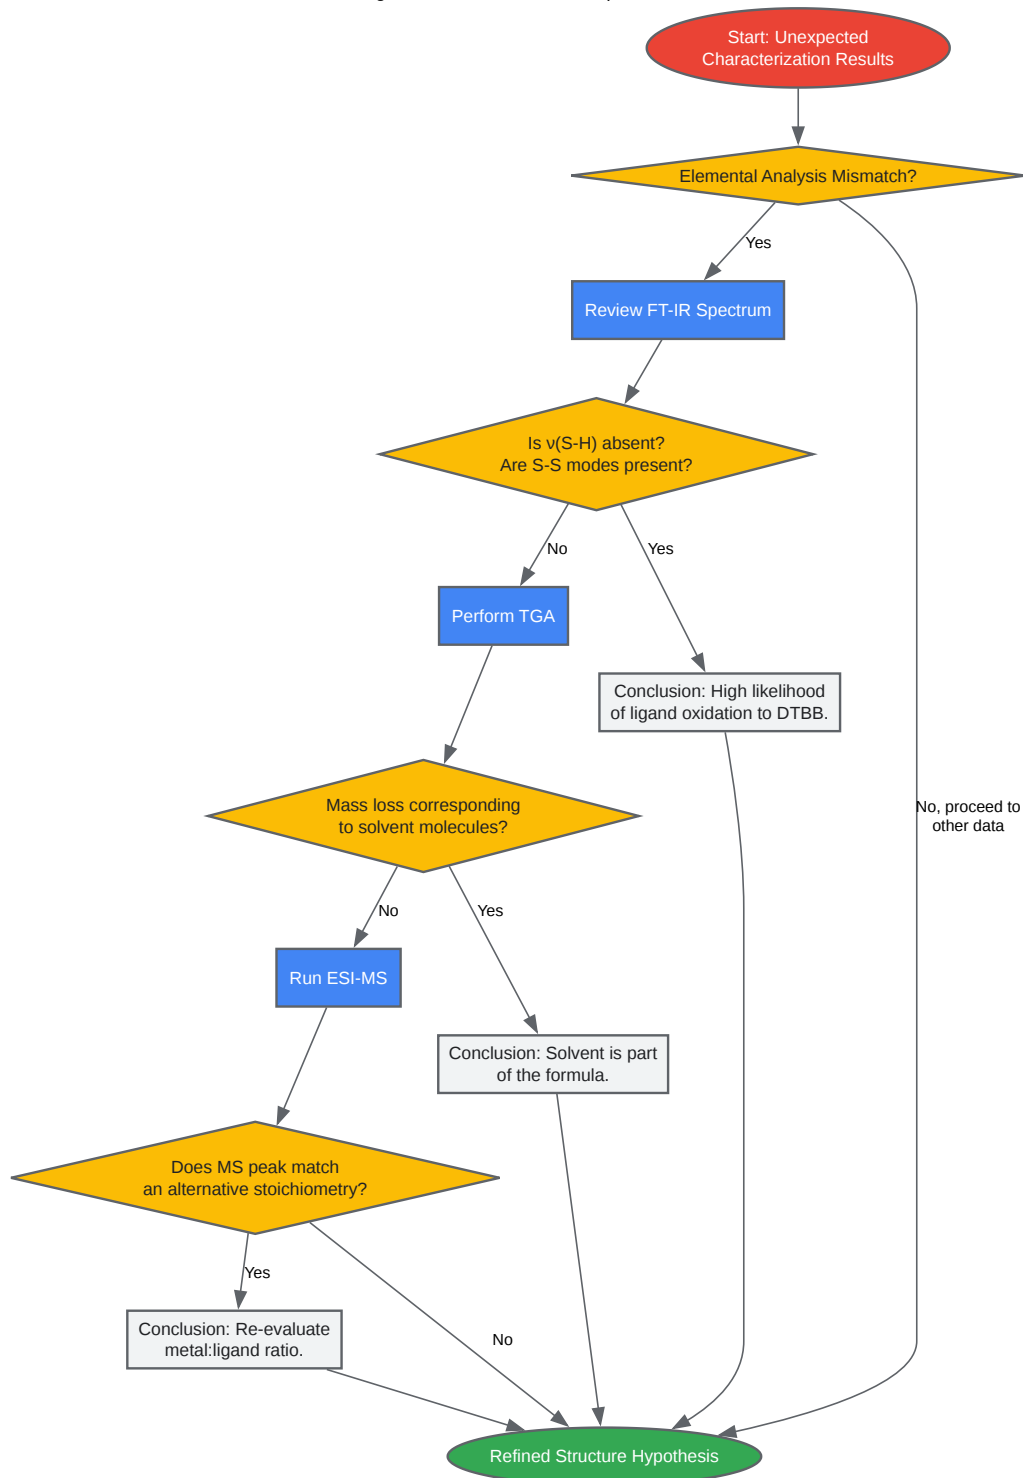 Start: Unexpected
Characterization Results
Elemental Analysis Mismatch?
Yes
Review FT-IR Spectrum
Is ν(S-H) absent?
Are S-S modes present?
No
Yes
Perform TGA
Conclusion: High likelihood
of ligand oxidation to DTBB.
Mass loss corresponding
to solvent molecules?
No, proceed to
other data
No
Yes
Run ESI-MS
Conclusion: Solvent is part
of the formula.
Does MS peak match
an alternative stoichiometry?
Yes
Conclusion: Re-evaluate
metal:ligand ratio.
No
Refined Structure Hypothesis